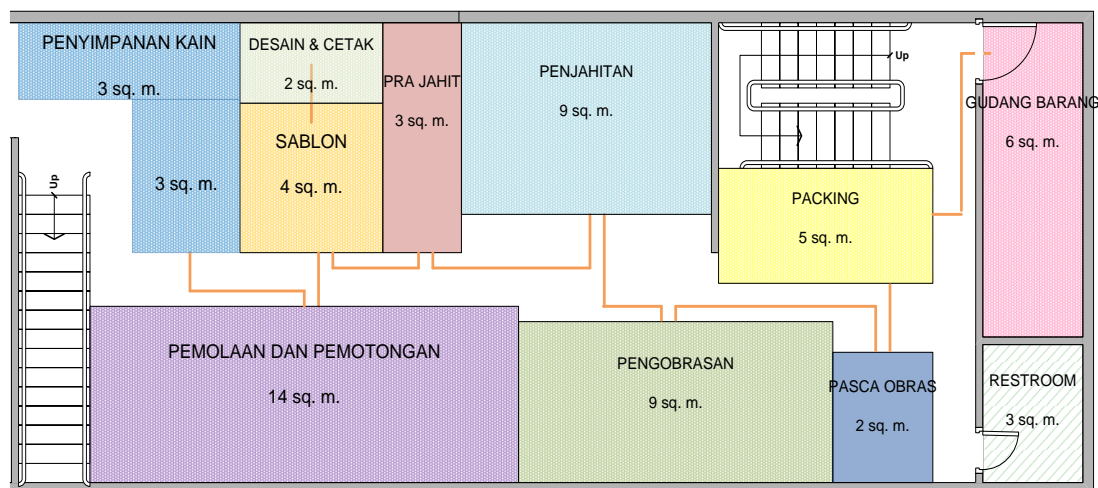 PENYIMPANAN KAIN
3 sq. m.
3 sq. m.
DESAIN & CETAK
2 sq. m.
SABLON
4 sq. m.
PRA JAHIT
3 sq. m.
PENJAHITAN
9 sq. m.
Up
GUDANG BARANG
6 sq. m.
PACKING
5 sq. m.
Up
PEMOLAAN DAN PEMOTONGAN
14 sq. m.
PENGOBRASAN
9 sq. m.
PASCA OBRAS
2 sq. m.
RESTROOM
3 sq. m.